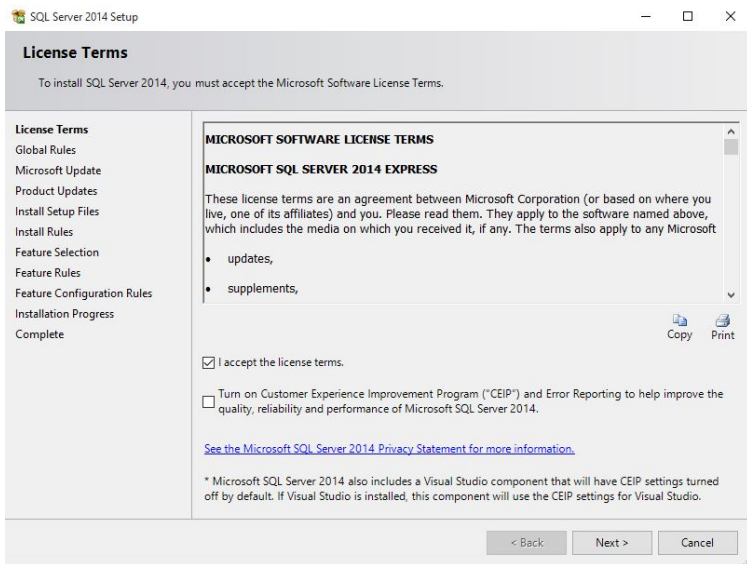 SQL Server 2014 Setup
License Terms
To install SQL Server 2014, you must accept the Microsoft Software License Terms.
License Terms
Global Rules
Microsoft Update
Product Updates
Install Setup Files
Install Rules
Feature Selection
Feature Rules
Feature Configuration Rules
Installation Progress
Complete
MICROSOFT SOFTWARE LICENSE TERMS
MICROSOFT SQL SERVER 2014 EXPRESS
These license terms are an agreement between Microsoft Corporation (or based on where you
live, one of its affiliates) and you. Please read them. They apply to the software named above,
which includes the media on which you received it, if any. The terms also apply to any Microsoft
• updates,
• supplements,
Copy Print
I accept the license terms.
Turn on Customer Experience Improvement Program ("CEIP") and Error Reporting to help improve the
quality, reliability and performance of Microsoft SQL Server 2014.
See the Microsoft SQL Server 2014 Privacy Statement for more information.
* Microsoft SQL Server 2014 also includes a Visual Studio component that will have CEIP settings turned
off by default. If Visual Studio is installed, this component will use the CEIP settings for Visual Studio.
< Back Next > Cancel